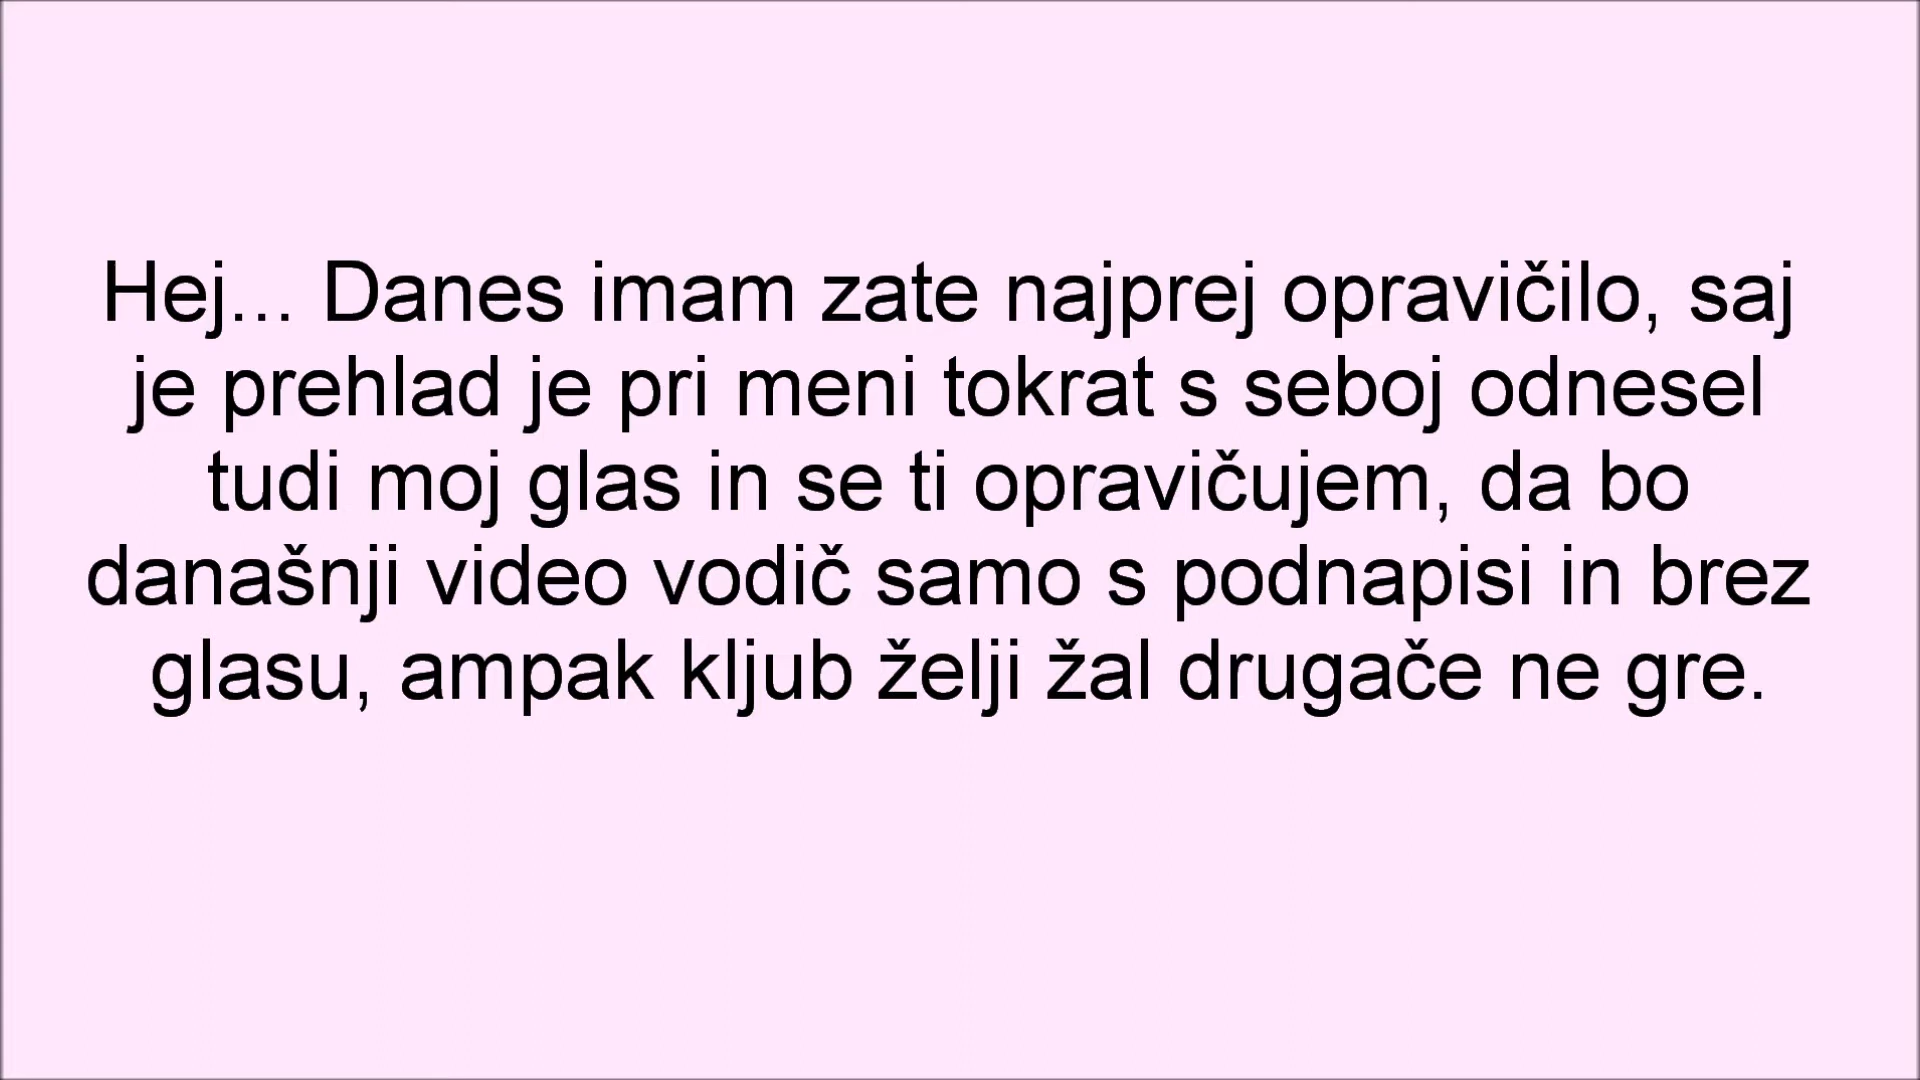 Hej... Danes imam zate najprej opravičilo, saj
je prehlad je pri meni tokrat s seboj odnesel
tudi moj glas in se ti opravičujem, da bo
današnji video vodič samo s podnapisi in brez
glasu, ampak kljub želji žal drugače ne gre.